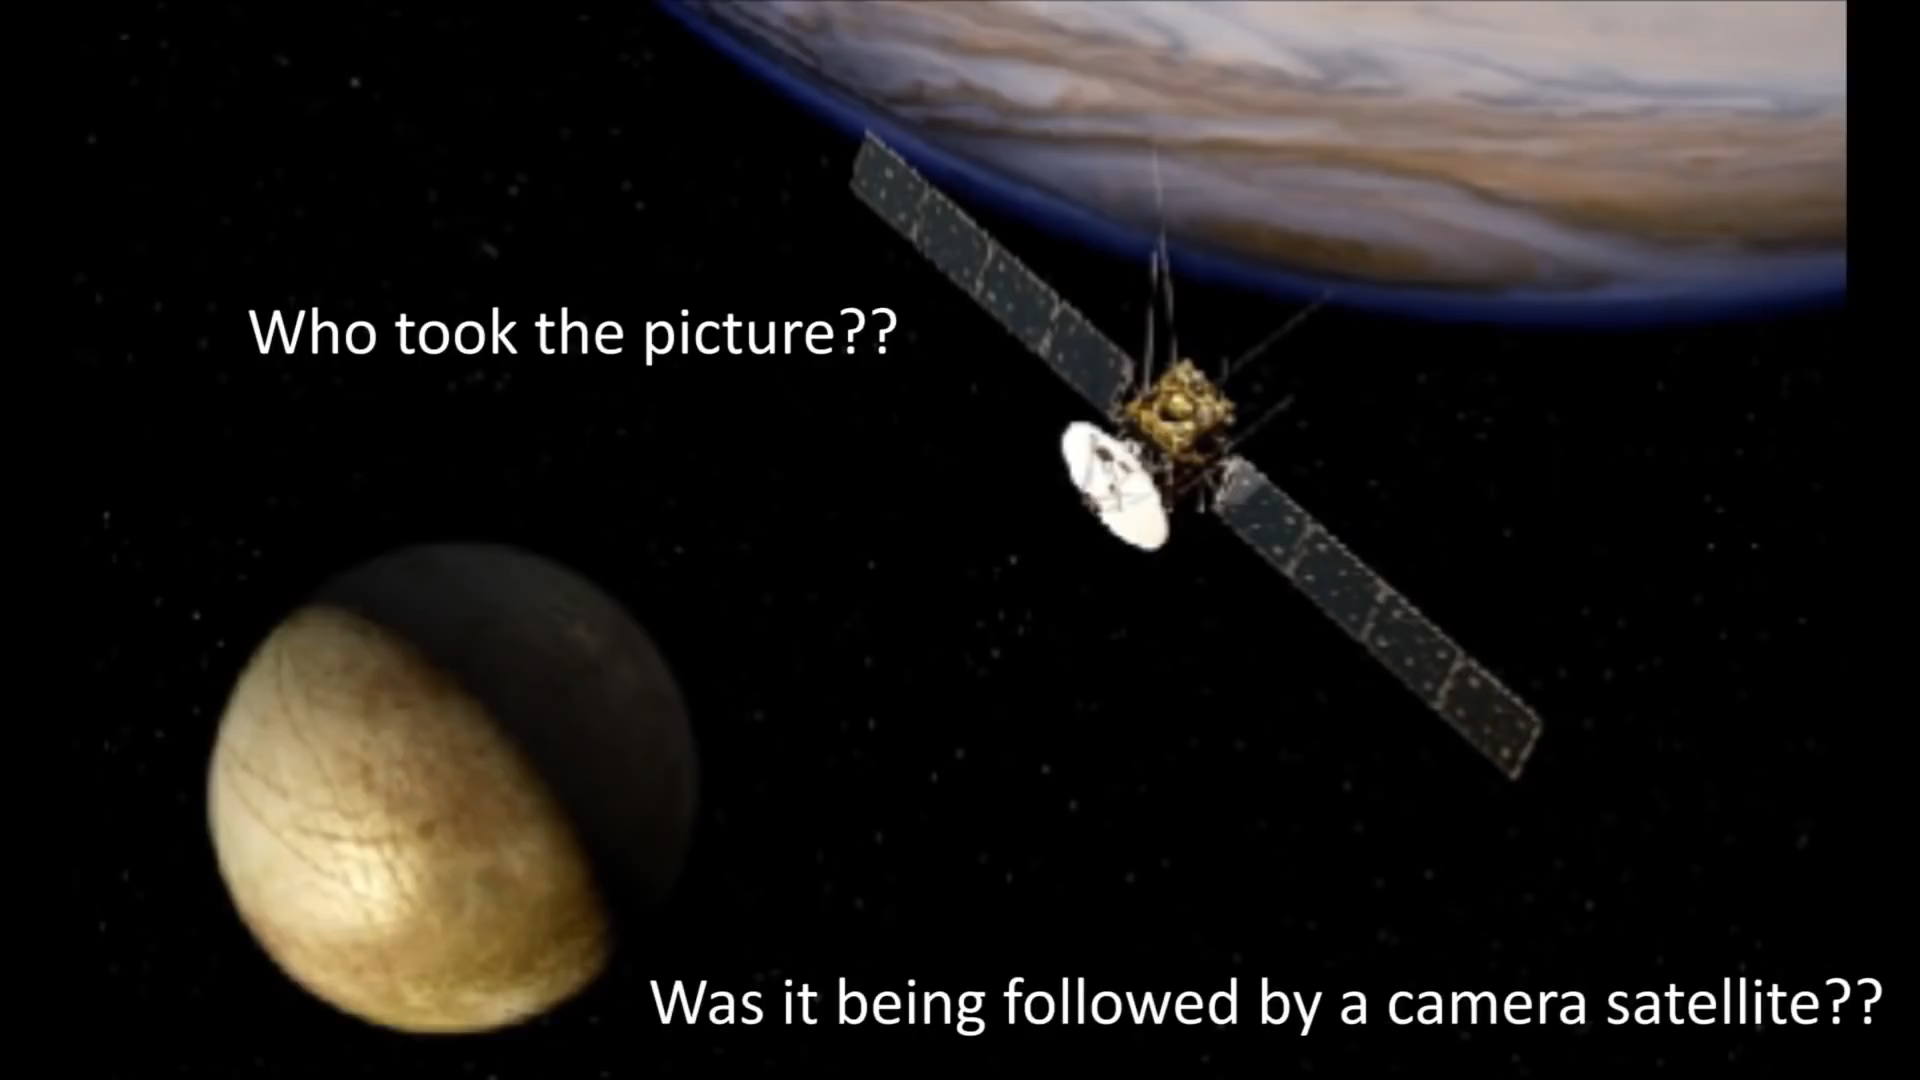 Who took the picture??
Was it being followed by a camera satellite??